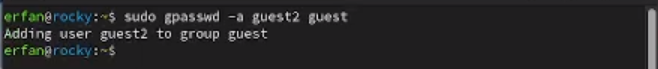 erfan@rocky:~$ sudo gpasswd -a guest2 guest
Adding user guest2 to group guest
erfan@rocky:~$